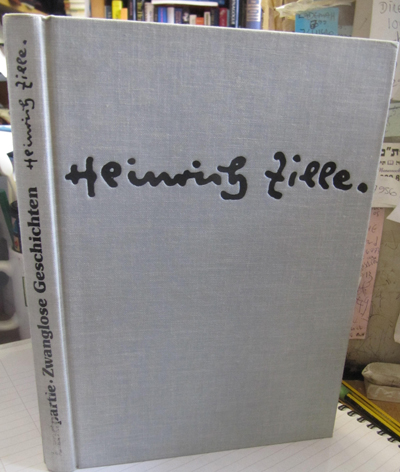 Heinrich Zille.
Zwanglose Geschichten Heinrich Zille.